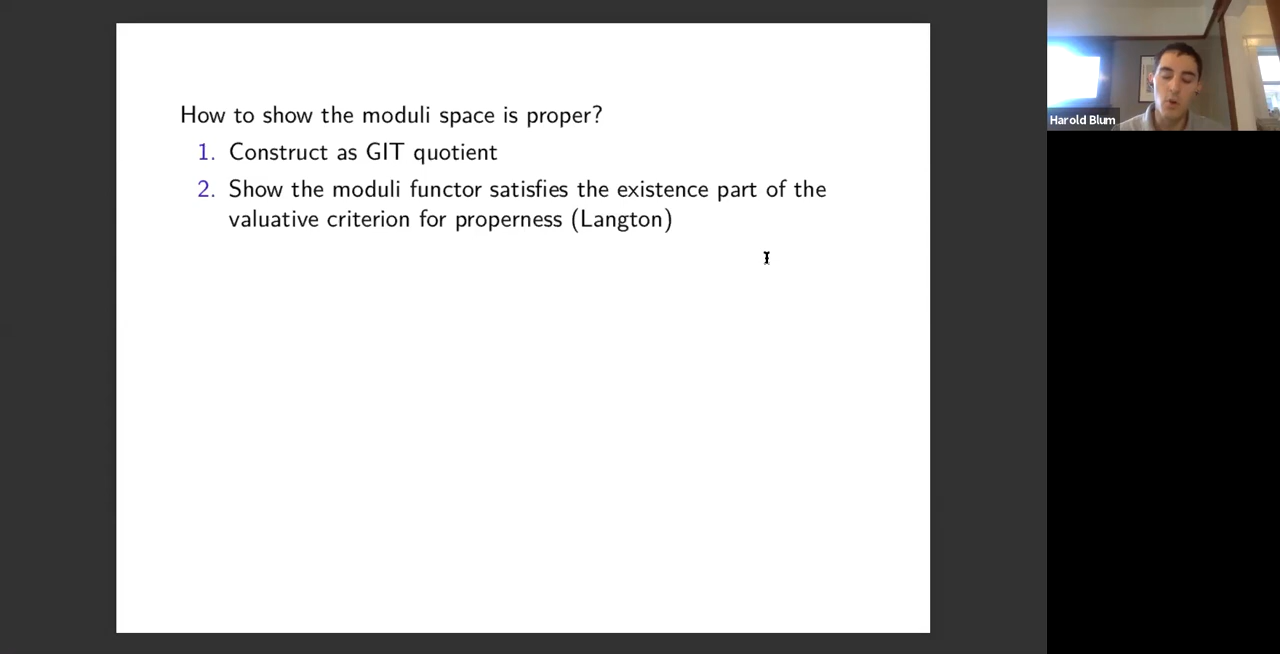 How to show the moduli space is proper?
1. Construct as GIT quotient
2. Show the moduli functor satisfies the existence part of the
valuative criterion for properness (Langton)
Harold Blum